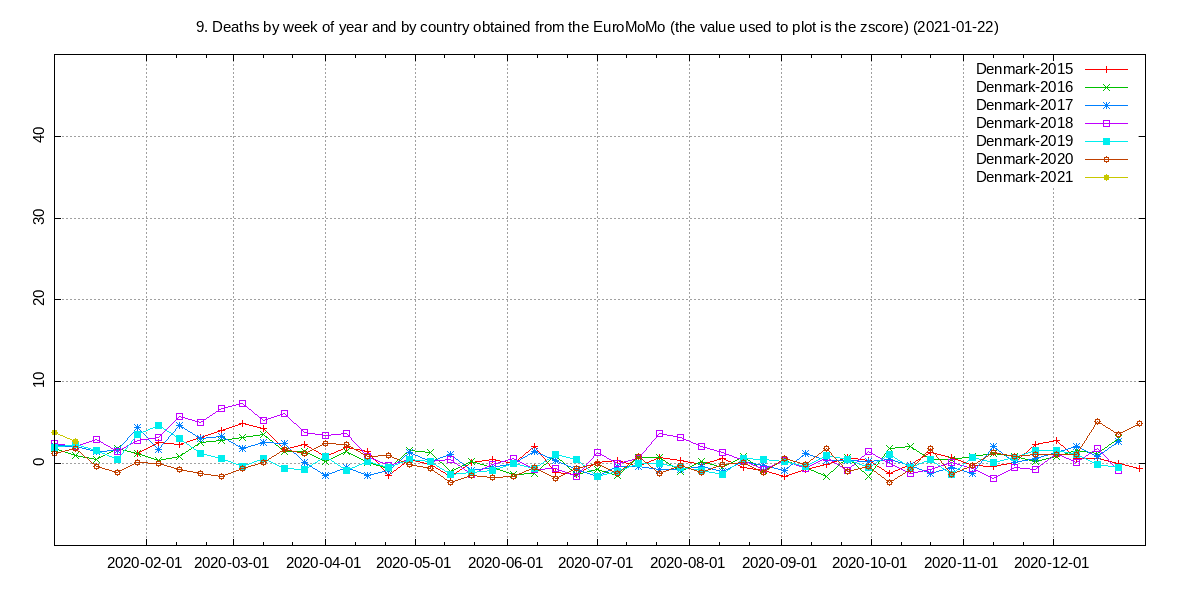 9. Deaths by week of year and by country obtained from the EuroMoMo (the value used to plot is the zscore) (2021-01-22)
Denmark-2015
Denmark-2016
Denmark-2017
Denmark-2018
Denmark-2019
Denmark-2020
Denmark-2021
40
30
20
10
0
2020-02-01 2020-03-01 2020-04-01 2020-05-01 2020-06-01 2020-07-01 2020-08-01 2020-09-01 2020-10-01 2020-11-01 2020-12-01